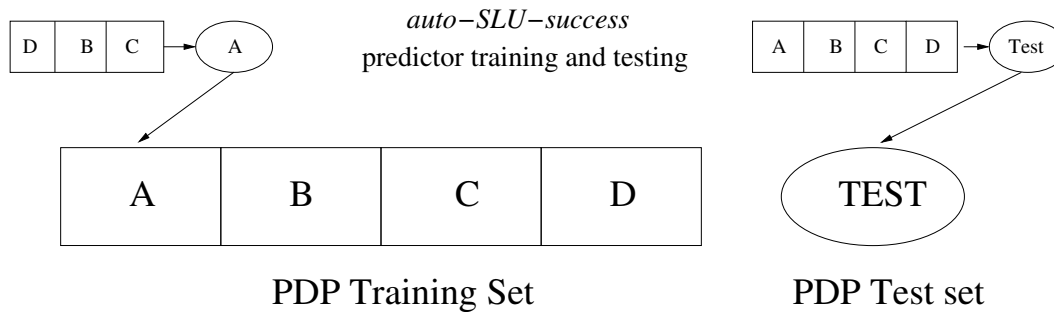 D B C A
auto-SLU-success
predictor training and testing
A B C D Test
A B C D
TEST
PDP Training Set
PDP Test set